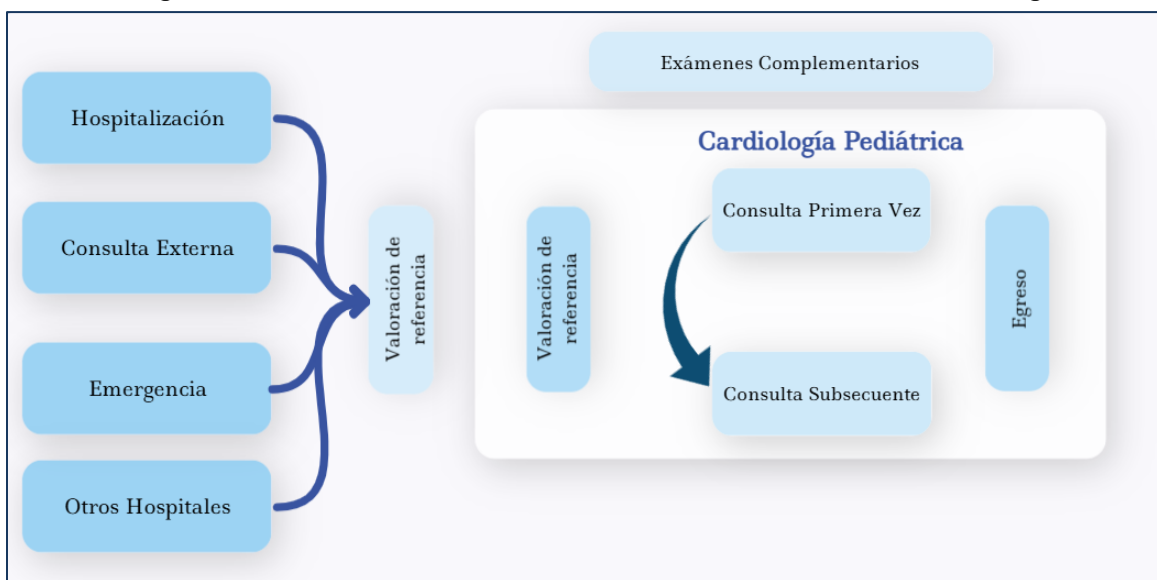 Hospitalización
Consulta Externa
Emergencia
Otros Hospitales
Valoración de
referencia
Exámenes Complementarios
Cardiología Pediátrica
Valoración de
referencia
Consulta Primera Vez
Consulta Subsecuente
Egreso